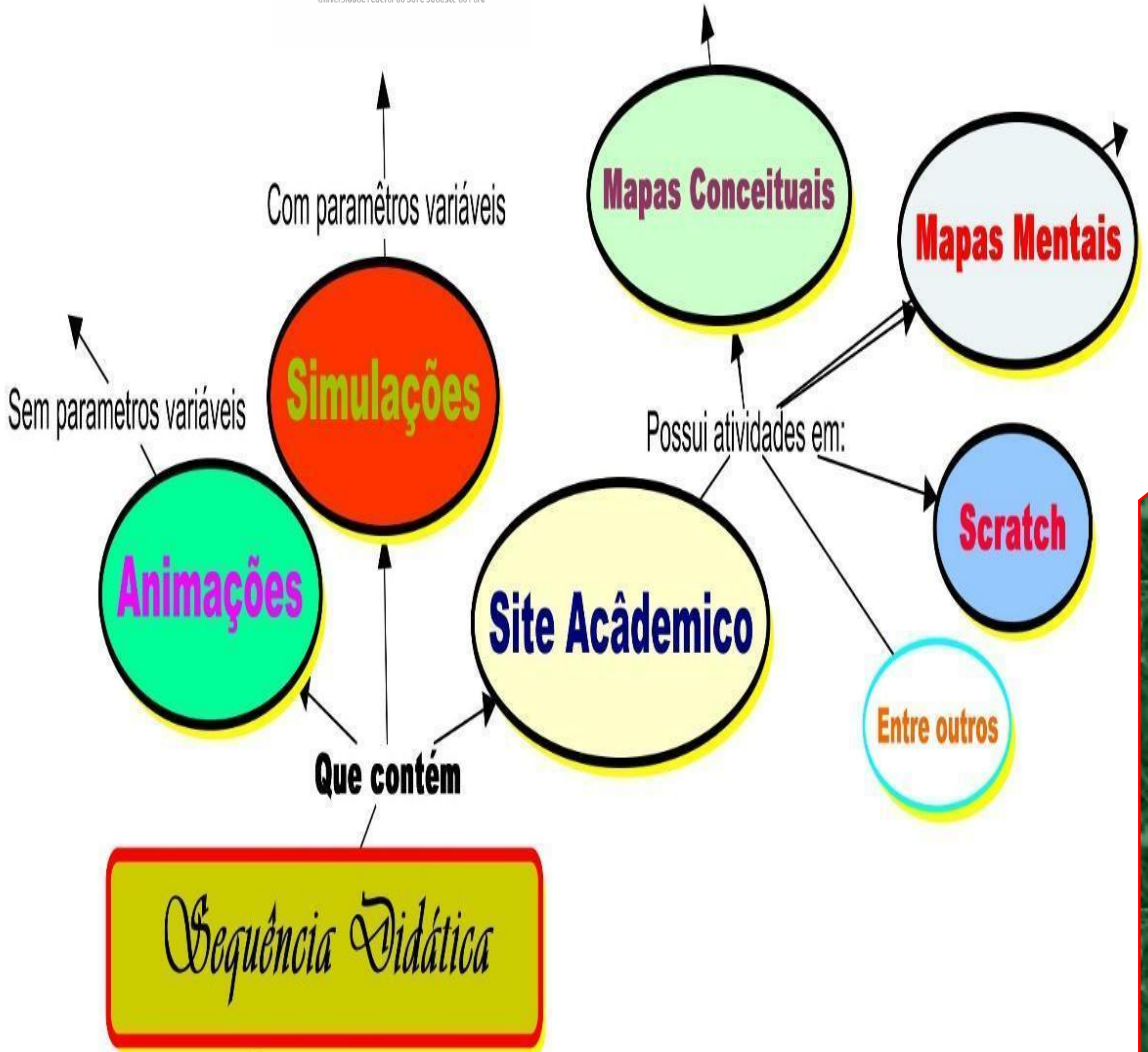 Com paramêtros variáveis
Mapas Conceituais
Mapas Mentais
Simulações
Sem parametros variáveis
Possui atividades em:
Scratch
Animações
Site Acâdemico
Entre outros
Que contém
Sequência Didática